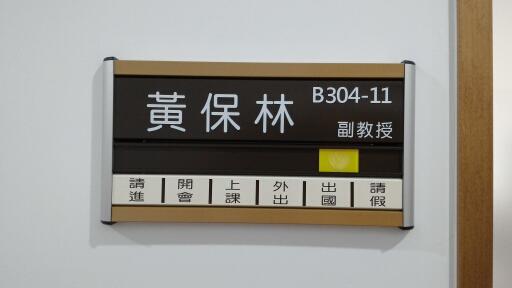 黃保林
B304-11
副教授
請進
開會
上課
外出
出國
請假